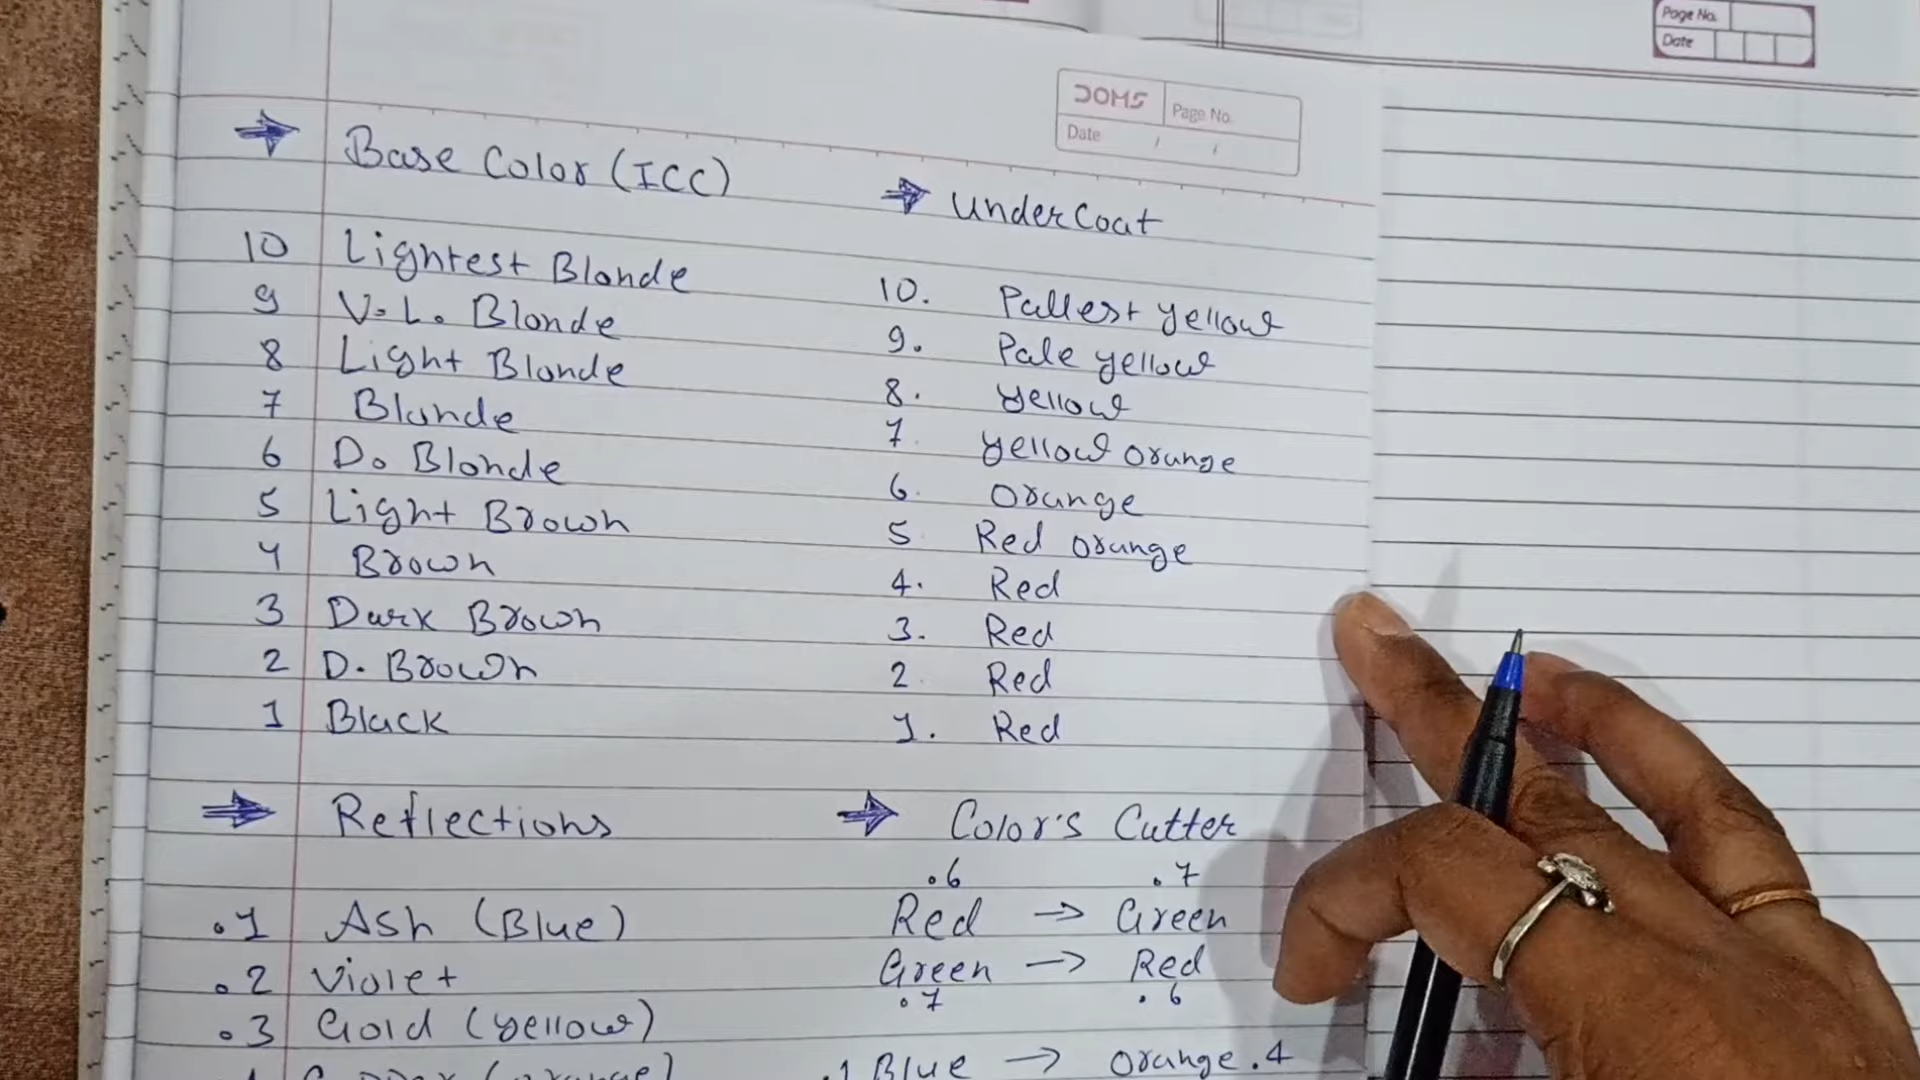 Page No.
Date
DOMS Page No.
Date / /
Base Color (ICC)
Under Coat
10 Lightest Blonde
9 V.L. Blonde
8 Light Blonde
7 Blonde
6 D. Blonde
5 Light Brown
4 Brown
3 Dark Brown
2 D. Brown
1 Black
10. Pallest yellow
9. Pale yellow
8. yellow
7. yellow orange
6. Orange
5. Red orange
4. Red
3. Red
2. Red
1. Red
Reflections
.1 Ash (Blue)
.2 Violet
.3 Gold (yellow)
Color's Cutter
.6 .7
Red → Green
Green → Red
.7 .6
.1 Blue → Orange .4